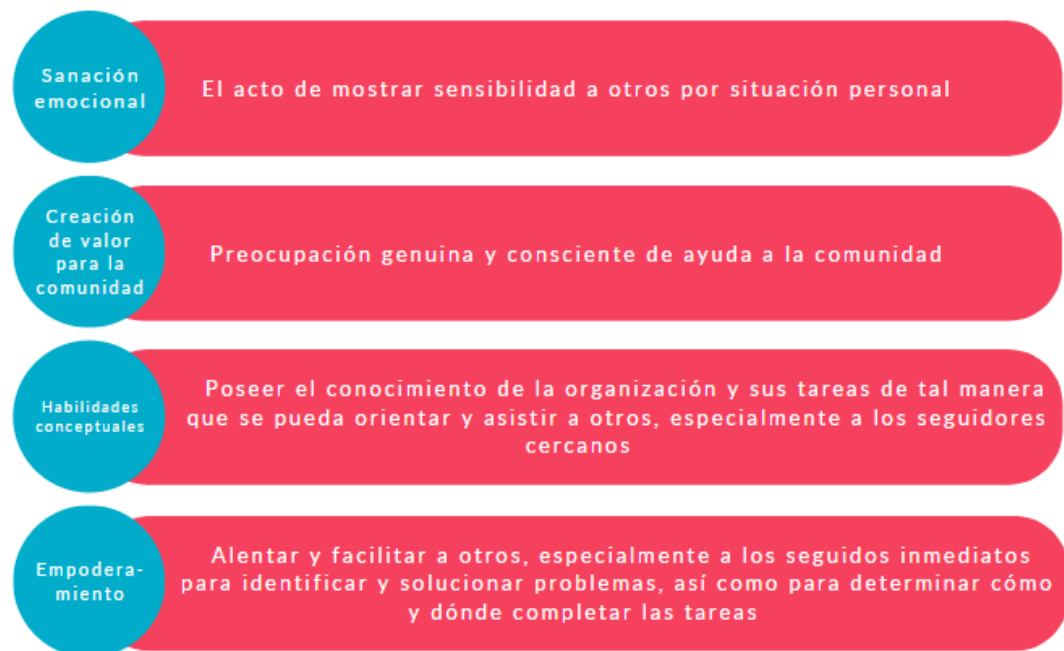 Sanación
emocional
El acto de mostrar sensibilidad a otros por situación personal
Creación
de valor
para la
comunidad
Preocupación genuina y consciente de ayuda a la comunidad
Habilidades
conceptuales
Poseer el conocimiento de la organización y sus tareas de tal manera
que se pueda orientar y asistir a otros, especialmente a los seguidores
cercanos
Empodera-
miento
Alentar y facilitar a otros, especialmente a los seguidos inmediatos
para identificar y solucionar problemas, así como para determinar cómo
y dónde completar las tareas